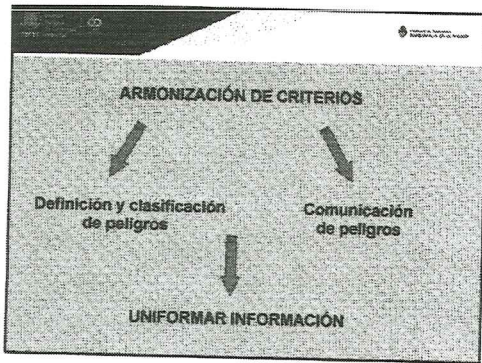 ARMONIZACIÓN DE CRITERIOS
Definición y clasificación
de peligros
Comunicación
de peligros
UNIFORMAR INFORMACIÓN